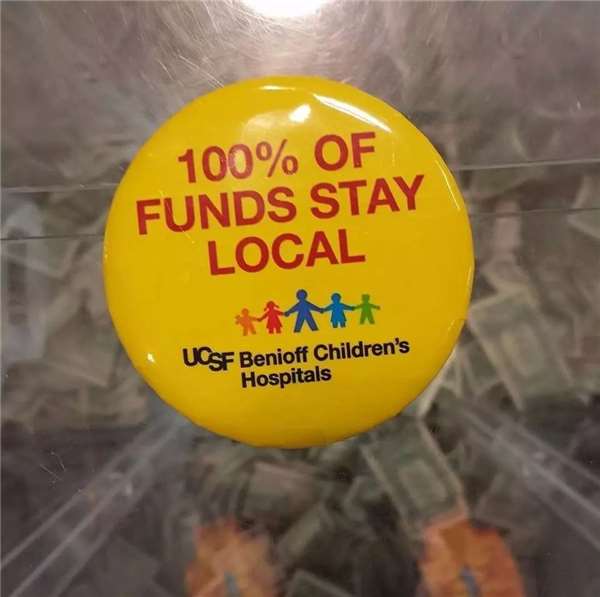 100% OF
FUNDS STAY
LOCAL
UCSF Benioff Children's
Hospitals